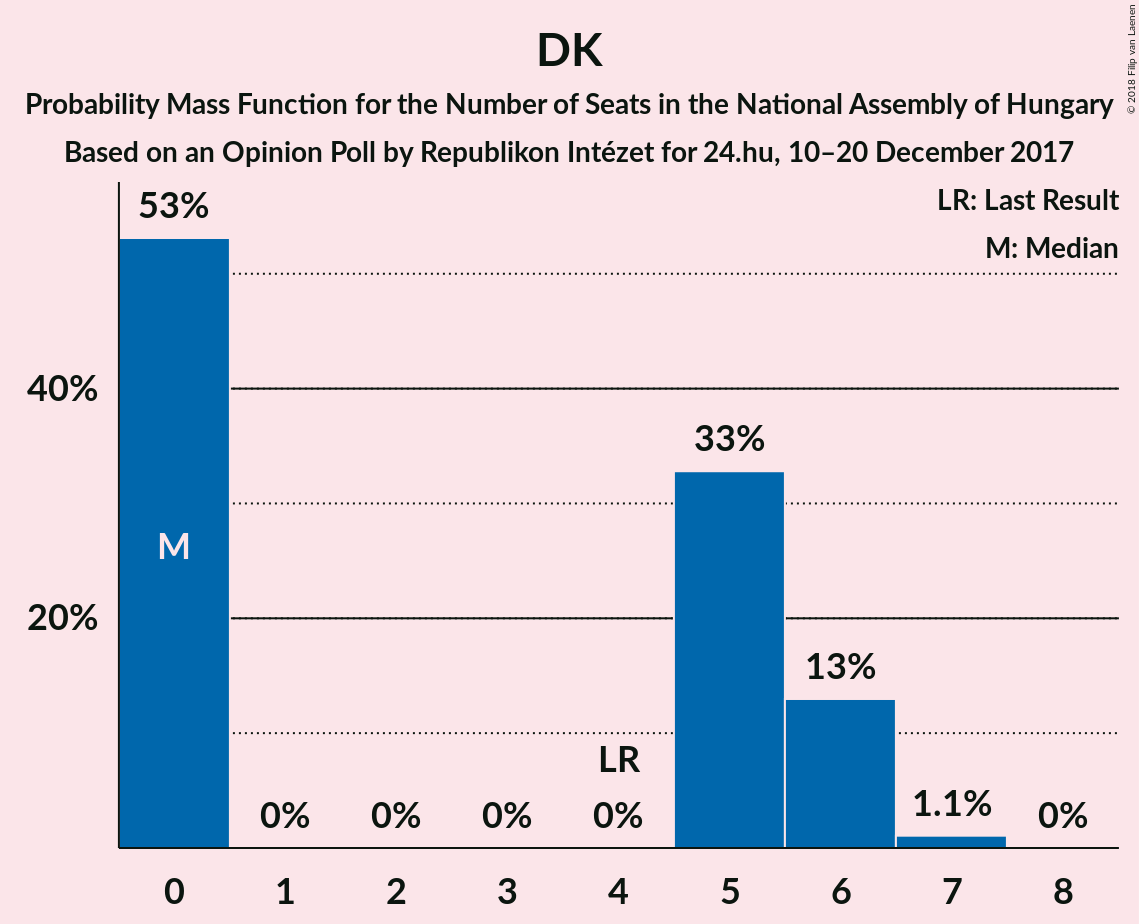 DK
Probability Mass Function for the Number of Seats in the National Assembly of Hungary
Based on an Opinion Poll by Republikon Intézet for 24.hu, 10–20 December 2017
© 2018 Filip van Laenen
LR: Last Result
M: Median
53%
40%
33%
M
20%
13%
LR
0% 0% 0% 0% 1.1% 0%
0 1 2 3 4 5 6 7 8